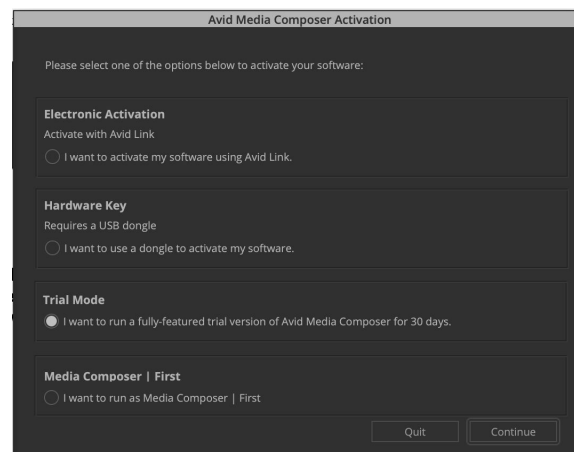 Avid Media Composer Activation
Please select one of the options below to activate your software:
Electronic Activation
Activate with Avid Link
I want to activate my software using Avid Link.
Hardware Key
Requires a USB dongle
I want to use a dongle to activate my software.
Trial Mode
I want to run a fully-featured trial version of Avid Media Composer for 30 days.
Media Composer | First
I want to run as Media Composer | First
Quit Continue